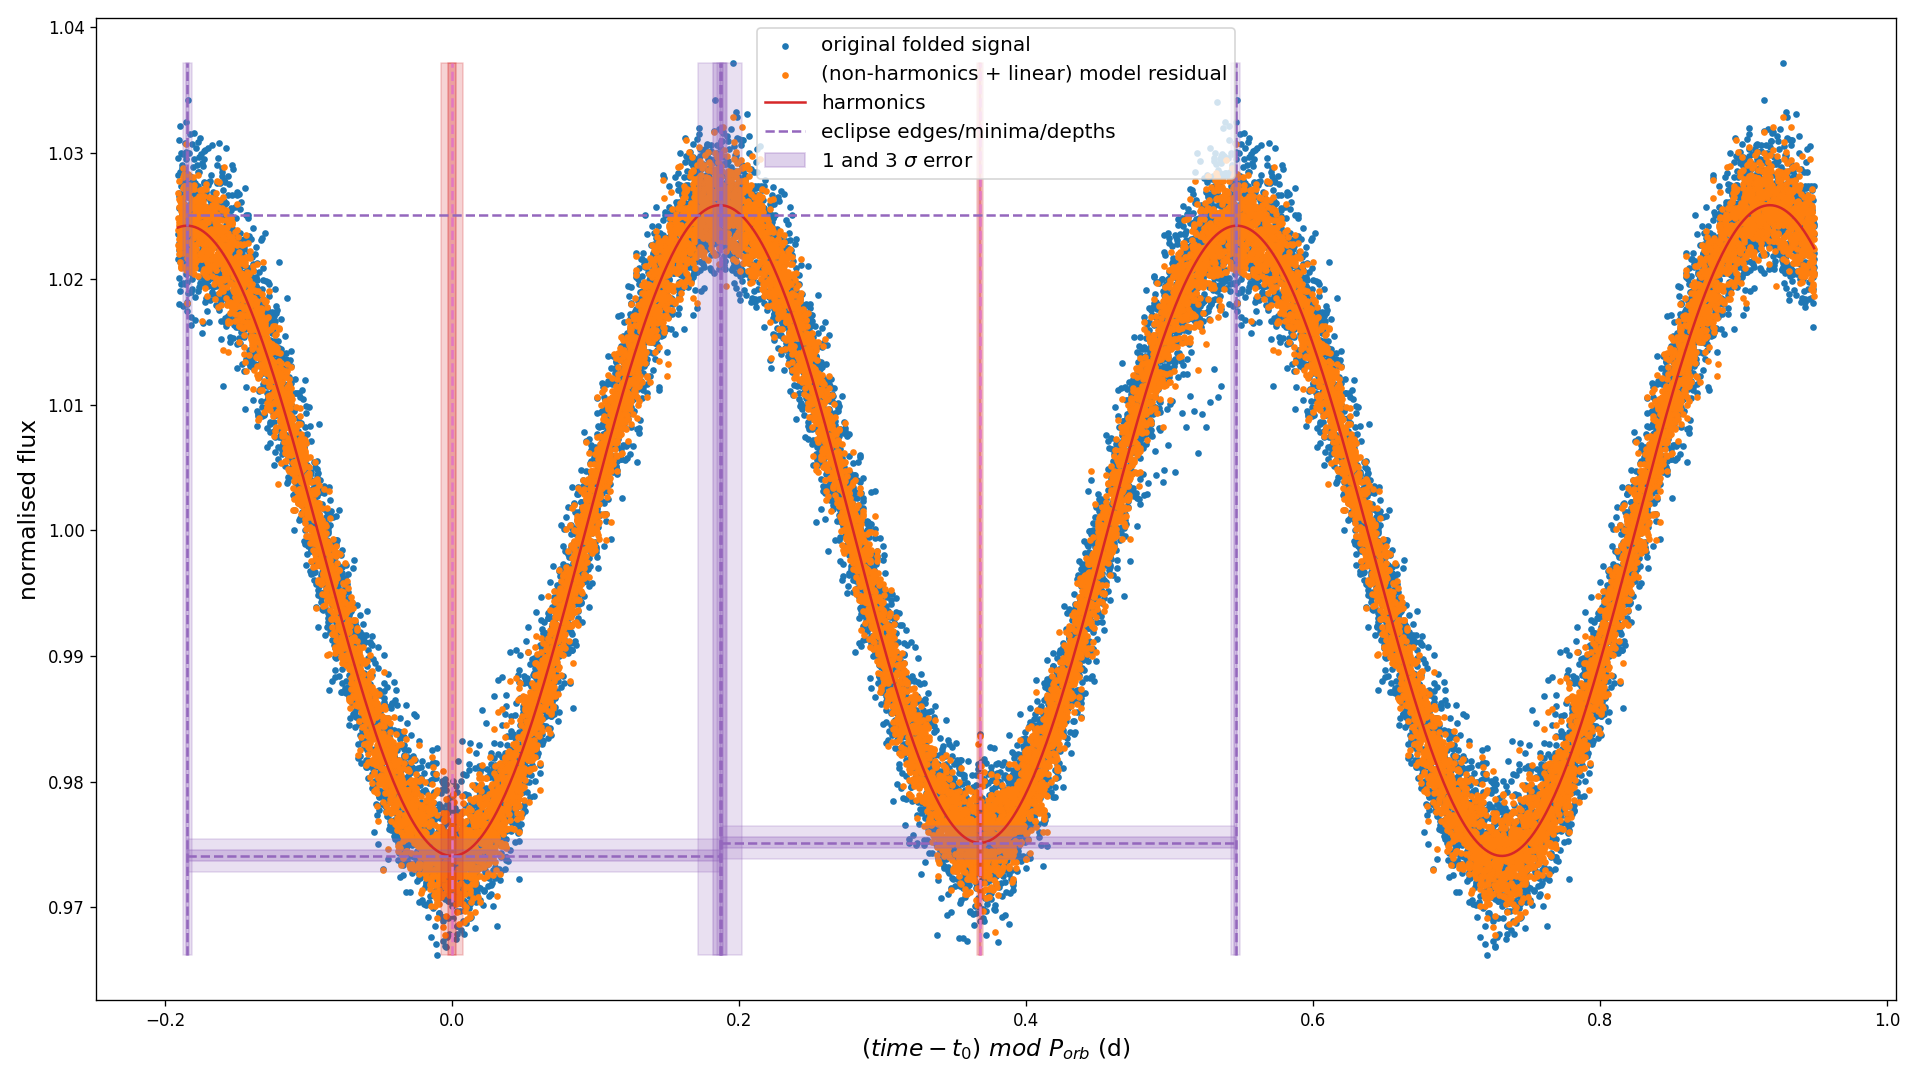 normalised flux
1.04
1.03
1.02
1.01
1.00
0.99
0.98
0.97
original folded signal
(non-harmonics + linear) model residual
harmonics
eclipse edges/minima/depths
1 and 3 σ error
−0.2
0.0
0.2
0.4
0.6
0.8
1.0
(time − t₀) mod Pₒᵣb (d)